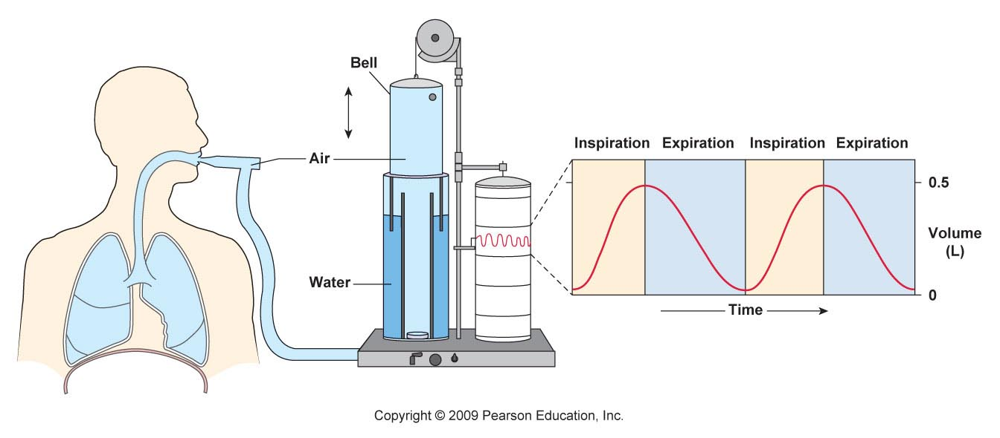 Bell
Air
Water
Inspiration Expiration Inspiration Expiration
0.5
Volume
(L)
0
Time
Copyright © 2009 Pearson Education, Inc.